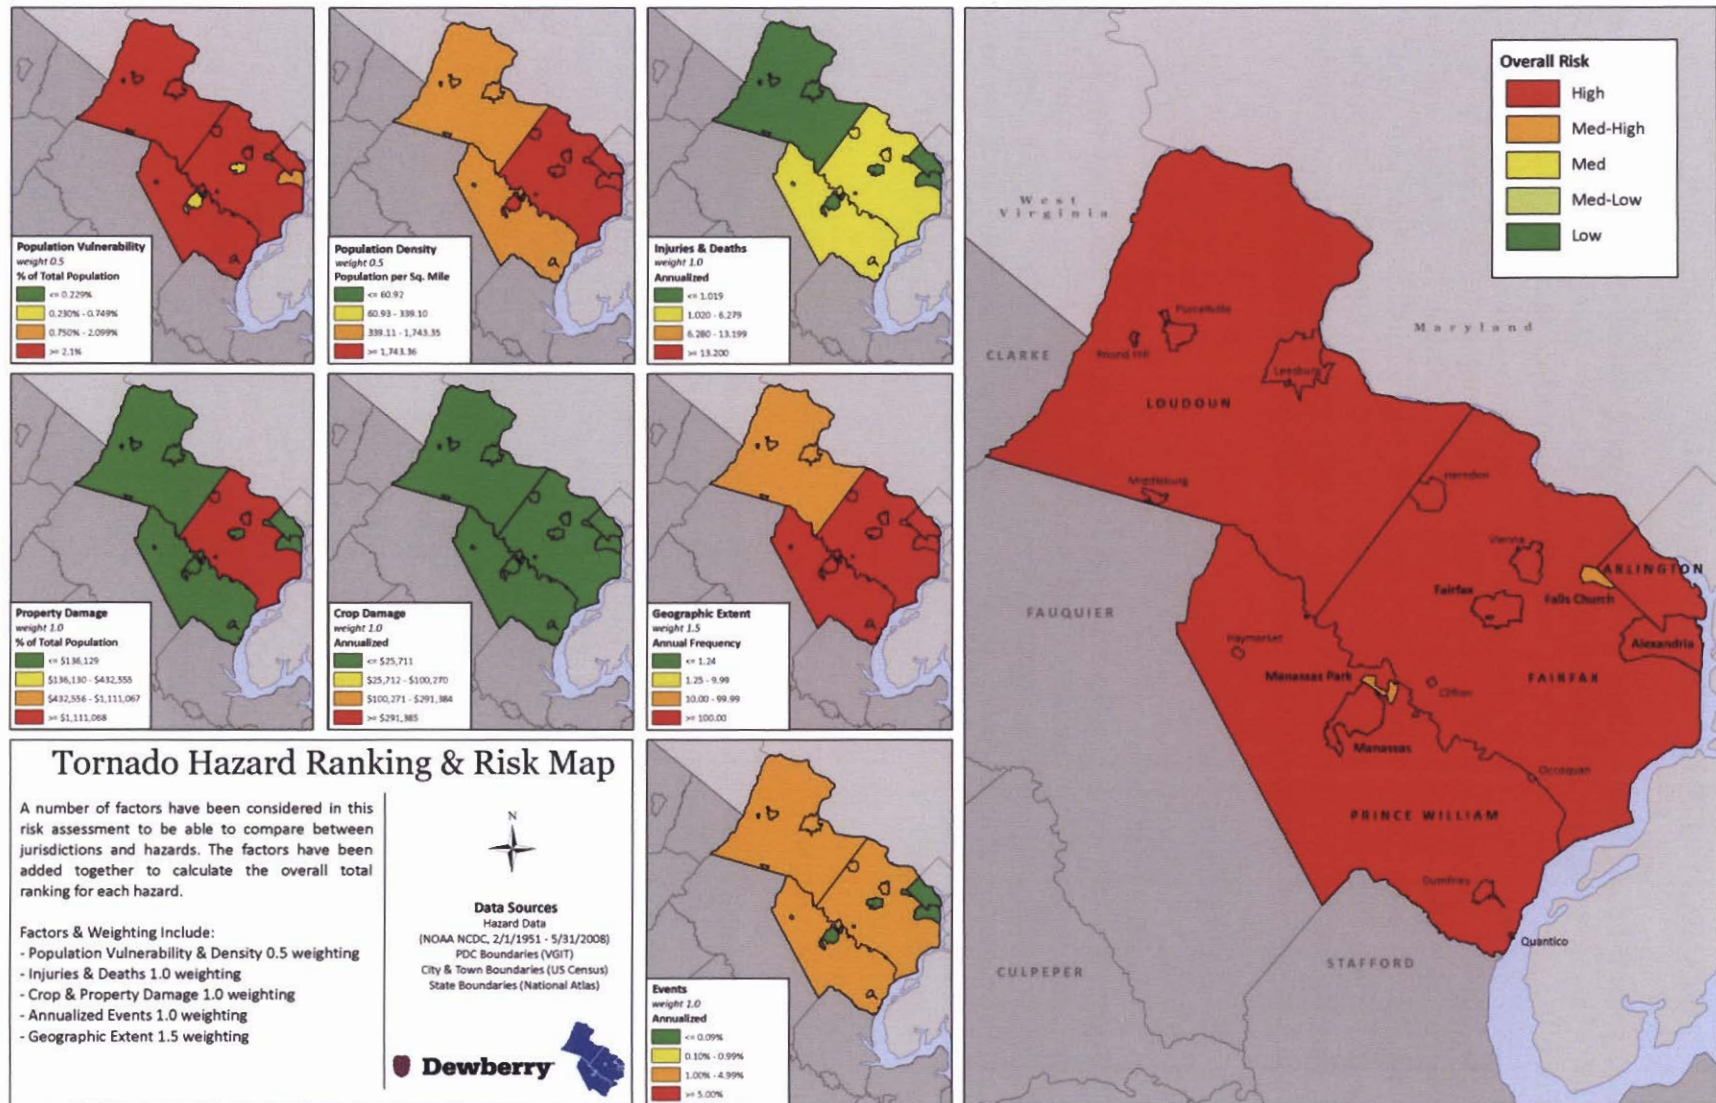 Population Vulnerability
weight 0.5
% of Total Population
<= 0.229%
0.230% - 0.749%
0.750% - 2.099%
>= 2.1%
Population Density
weight 0.5
Population per Sq. Mile
<= 60.92
60.93 - 339.10
339.11 - 1,743.35
>= 1,743.36
Injuries & Deaths
weight 1.0
Annualized
<= 1.019
1.020 - 6.279
6.280 - 13.199
>= 13.200
Property Damage
weight 1.0
% of Total Population
<= $136,129
$136,130 - $432,555
$432,556 - $1,111,067
>= $1,111,068
Crop Damage
weight 1.0
Annualized
<= $25,711
$25,712 - $100,270
$100,271 - $291,384
>= $291,385
Geographic Extent
weight 1.5
Annual Frequency
<= 1.24
1.25 - 9.99
10.00 - 99.99
>= 100.00
Tornado Hazard Ranking & Risk Map
A number of factors have been considered in this
risk assessment to be able to compare between
jurisdictions and hazards. The factors have been
added together to calculate the overall total
ranking for each hazard.
Factors & Weighting Include:
- Population Vulnerability & Density 0.5 weighting
- Injuries & Deaths 1.0 weighting
- Crop & Property Damage 1.0 weighting
- Annualized Events 1.0 weighting
- Geographic Extent 1.5 weighting
N
Data Sources
Hazard Data
(NOAA NCDC, 2/1/1951 - 5/31/2008)
PDC Boundaries (VGIT)
City & Town Boundaries (US Census)
State Boundaries (National Atlas)
Dewberry
Events
weight 1.0
Annualized
<= 0.09%
0.10% - 0.99%
1.00% - 4.99%
>= 5.00%
Overall Risk
High
Med-High
Med
Med-Low
Low
West
Virginia
Maryland
CLARKE
Purcellville
Round Hill
Leesburg
LOUDOUN
Middleburg
Herndon
Vienna
ARLINGTON
Fairfax
Falls Church
FAUQUIER
Haymarket
Alexandria
Manassas Park
Clifton
FAIRFAX
Manassas
Occoquan
PRINCE WILLIAM
Dumfries
Quantico
STAFFORD
CULPEPER